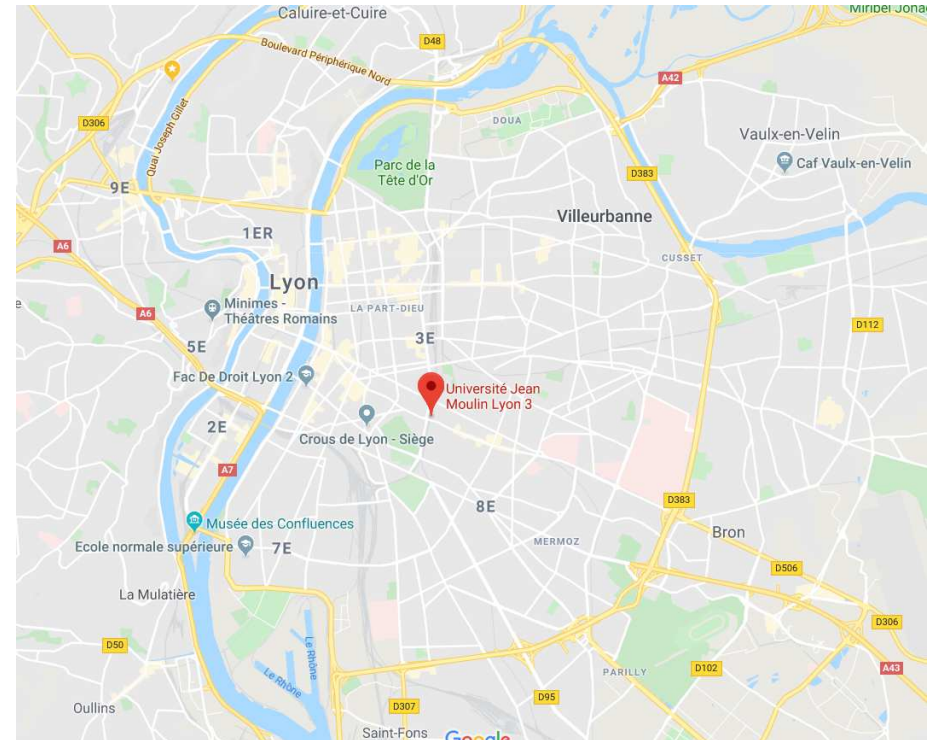 Caluire-et-Cuire
Miribel Jonag
Boulevard Périphérique Nord
D48
A42
D306
Quai Joseph Gillet
DOUA
Vaulx-en-Velin
Caf Vaulx-en-Velin
Parc de la
Tête d'Or
D383
9E
Villeurbanne
1ER
A6
CUSSET
Lyon
Minimes -
Théâtres Romains
LA PART-DIEU
A6
D112
3E
5E
Fac De Droit Lyon 2
Université Jean
Moulin Lyon 3
Crous de Lyon - Siège
2E
A7
D383
8E
Musée des Confluences
Bron
Ecole normale supérieure
7E
MERMOZ
D506
La Mulatière
D306
D50
Le Rhône
Le Rhône
PARILLY
D102
A43
D95
Oullins
D307
Saint-Fons
Google